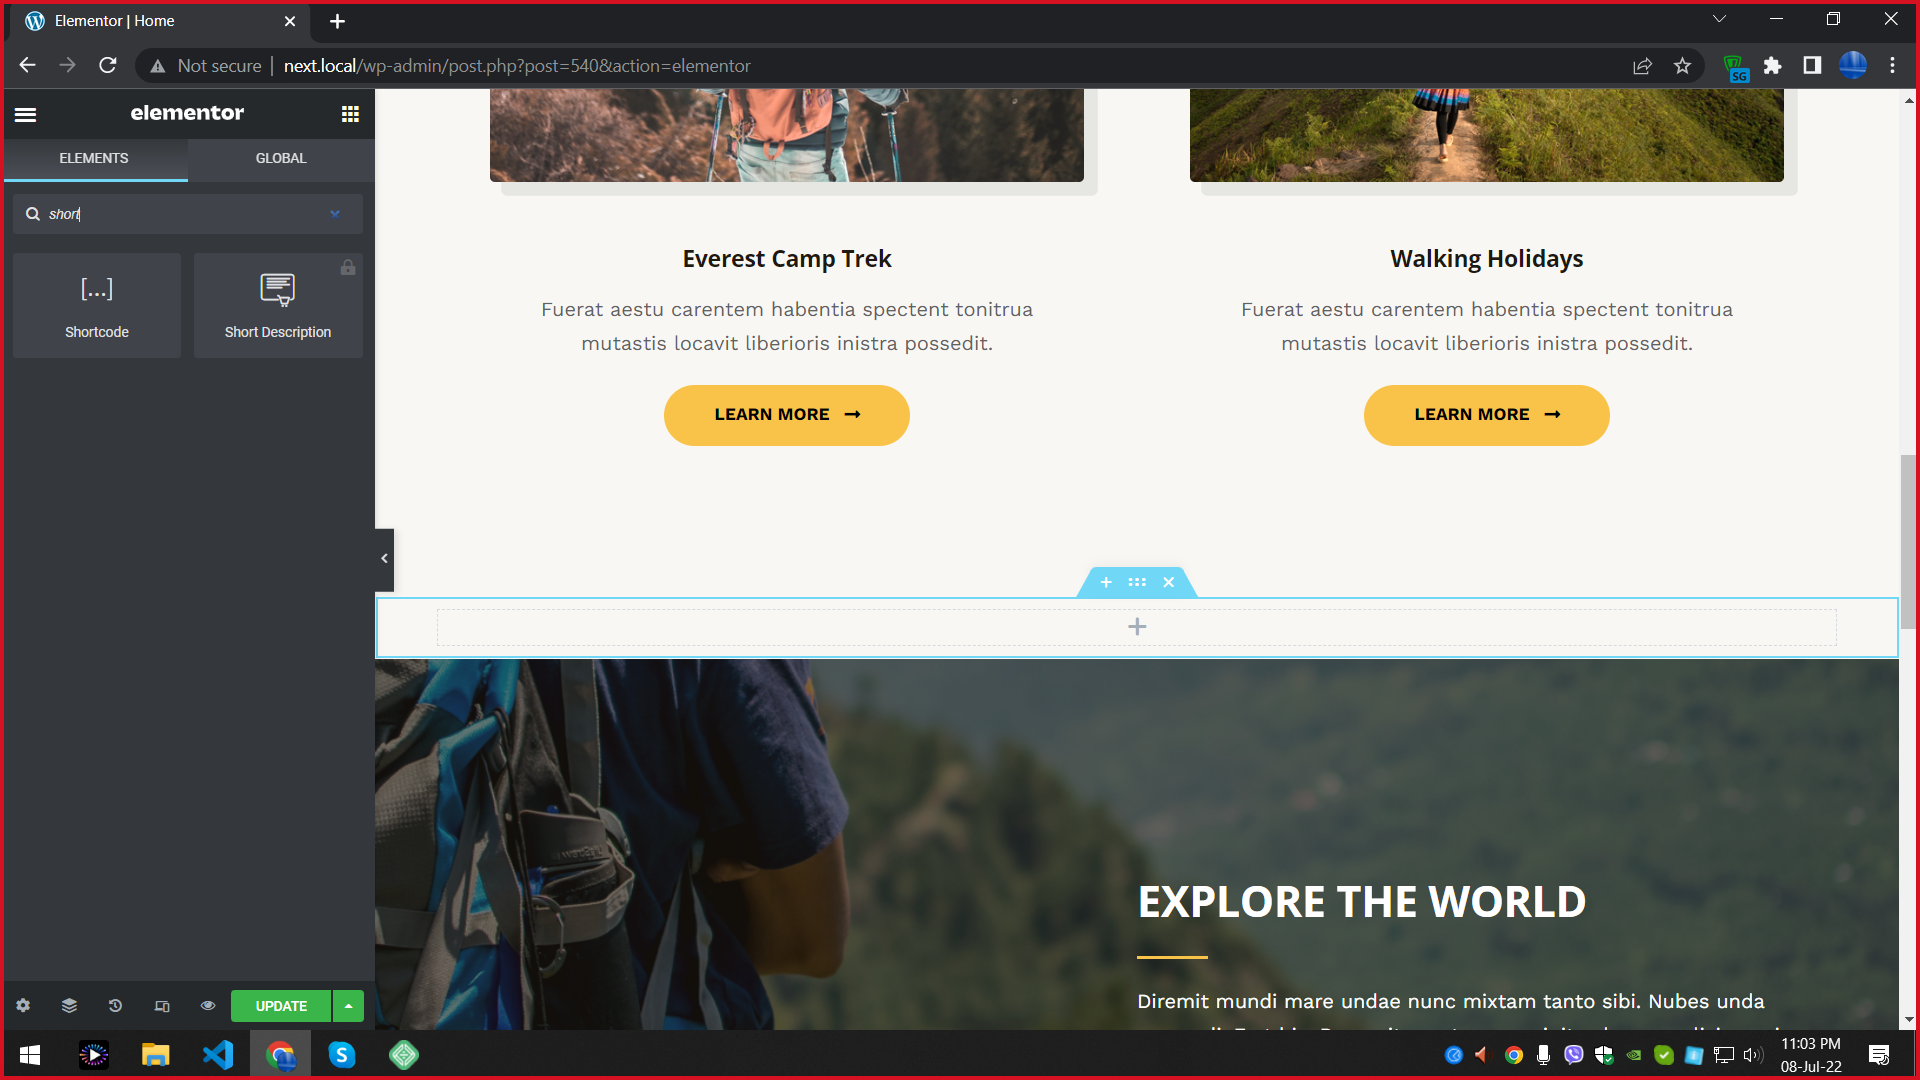 Elementor | Home
Not secure | next.local/wp-admin/post.php?post=540&action=elementor
SG
elementor
ELEMENTS
GLOBAL
short
[...]
Shortcode
Short Description
Everest Camp Trek
Fuerat aestu carentem habentia spectent tonitrua
mutastis locavit liberioris inistra possedit.
LEARN MORE
Walking Holidays
Fuerat aestu carentem habentia spectent tonitrua
mutastis locavit liberioris inistra possedit.
LEARN MORE
EXPLORE THE WORLD
Diremit mundi mare undae nunc mixtam tanto sibi. Nubes unda
UPDATE
11:03 PM
08-Jul-22